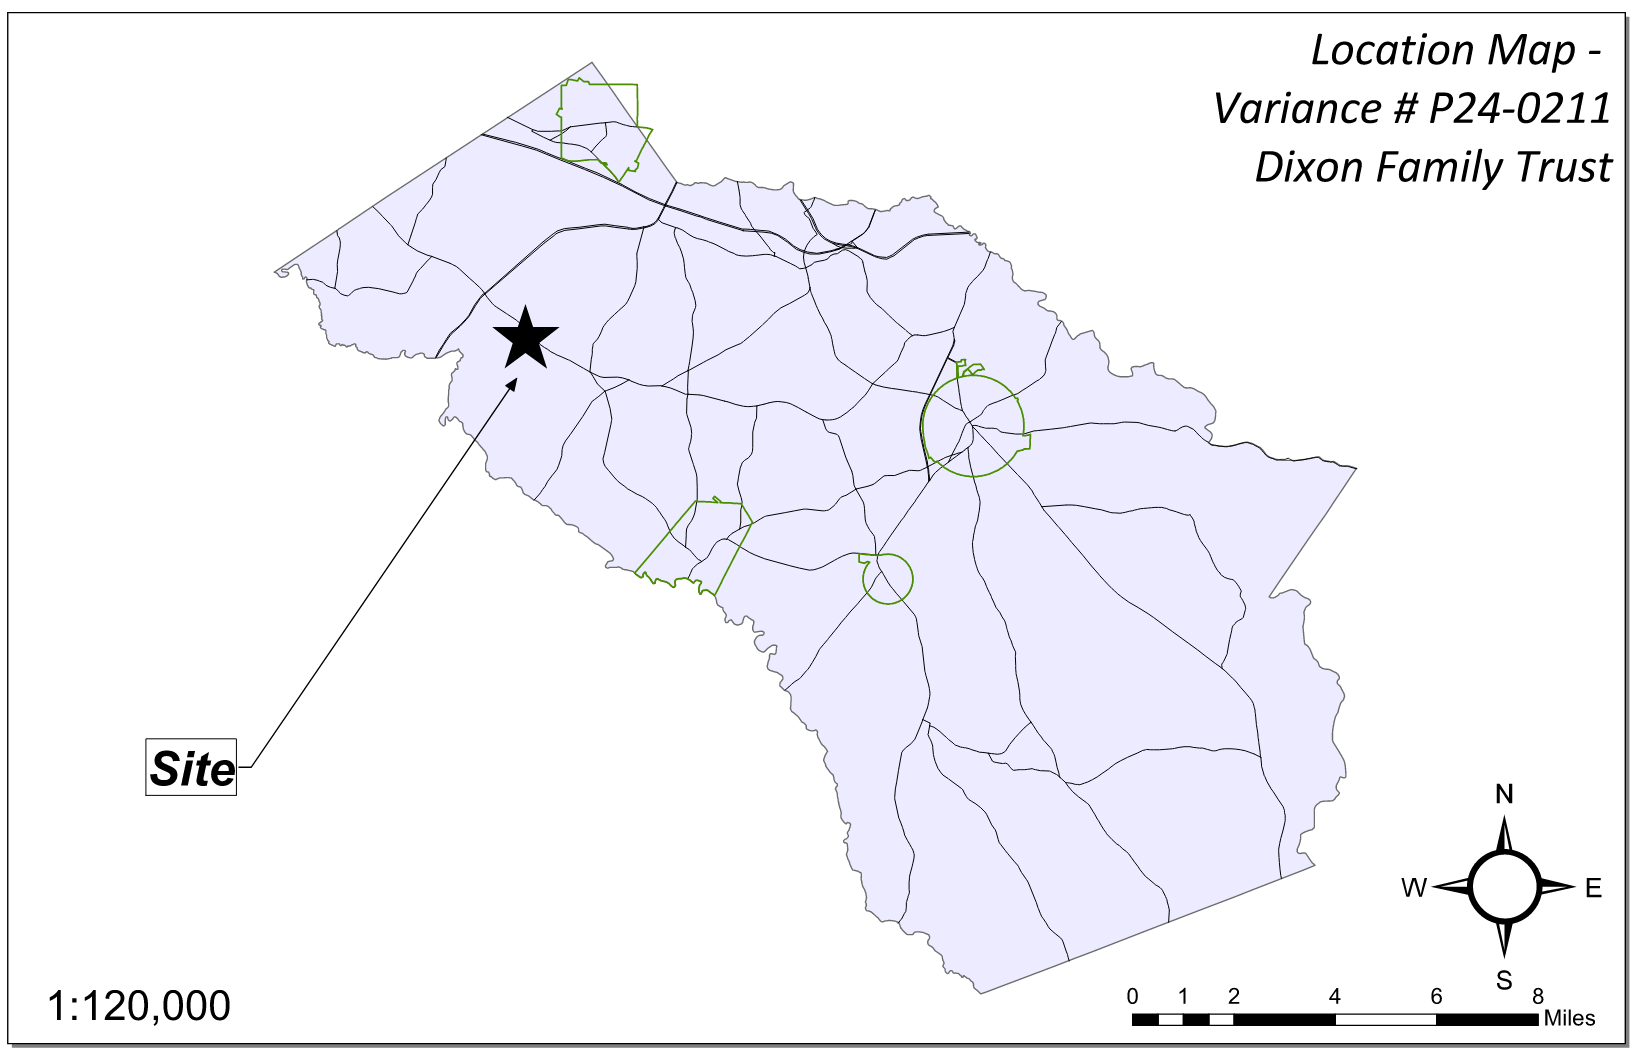 Location Map -
Variance # P24-0211
Dixon Family Trust
Site
N
W E
S
1:120,000
0 1 2 4 6 8
Miles